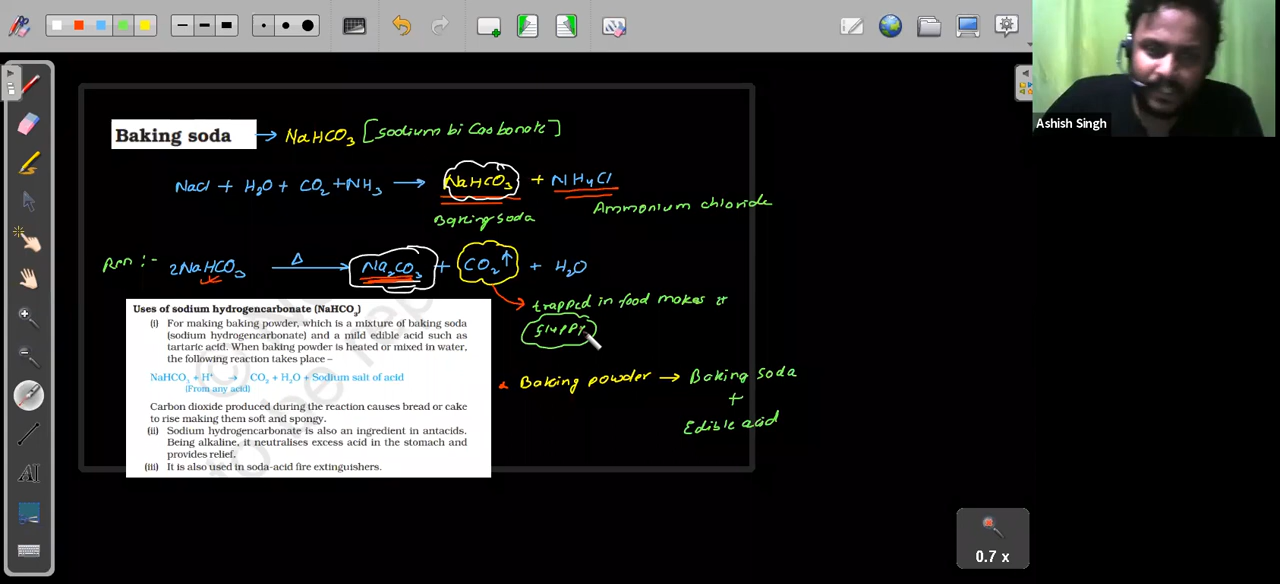 Ashish Singh
Baking soda → NaHCO3 [Sodium bi Carbonate]
NaCl + H2O + CO2 + NH3 → NaHCO3 + NH4Cl
Baking soda
Ammonium chloride
Rxn :- 2NaHCO3 Δ→ Na2CO3 + CO2↑ + H2O
trapped in food makes it
fluppy
Uses of sodium hydrogencarbonate (NaHCO3)
(i) For making baking powder, which is a mixture of baking soda
(sodium hydrogencarbonate) and a mild edible acid such as
tartaric acid. When baking powder is heated or mixed in water,
the following reaction takes place –
NaHCO3 + H+ → CO2 + H2O + Sodium salt of acid
(From any acid)
Carbon dioxide produced during the reaction causes bread or cake
to rise making them soft and spongy.
(ii) Sodium hydrogencarbonate is also an ingredient in antacids.
Being alkaline, it neutralises excess acid in the stomach and
provides relief.
(iii) It is also used in soda-acid fire extinguishers.
Baking powder → Baking soda
+
Edible acid
0.7 x